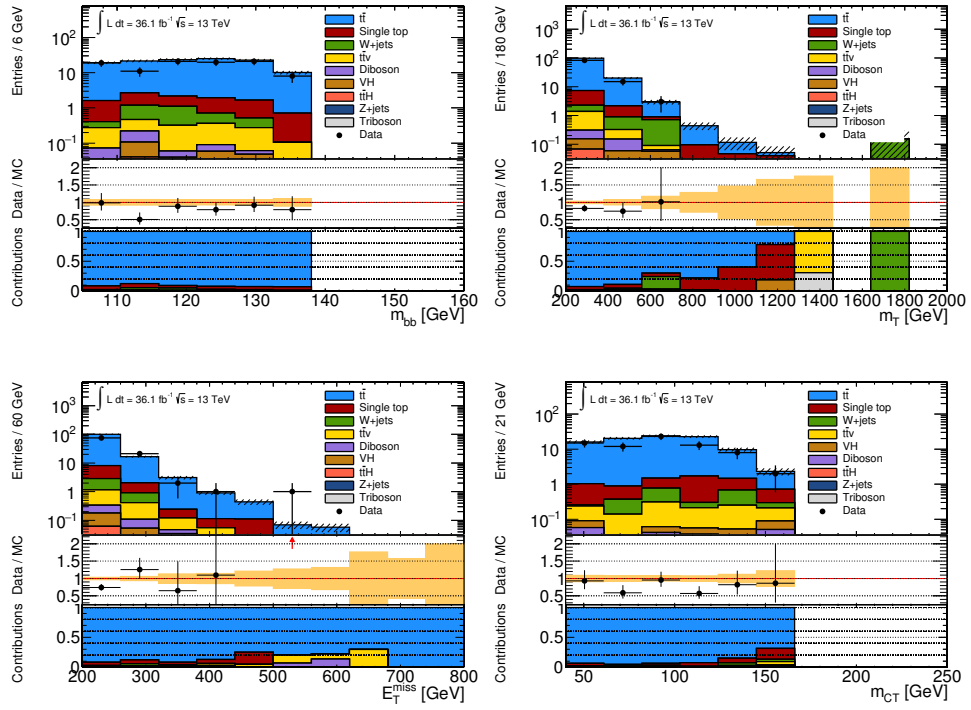 ∫ L dt = 36.1 fb⁻¹ √s = 13 TeV
Entries / 6 GeV
10²
10
1
10⁻¹
tt̄
Single top
W+jets
tt̄v
Diboson
VH
tt̄H
Z+jets
Triboson
Data
Data / MC
2
1.5
1
0.5
Contributions
1
0.5
0
110 120 130 140 150 160
m_bb [GeV]
∫ L dt = 36.1 fb⁻¹ √s = 13 TeV
Entries / 180 GeV
10³
10²
10
1
10⁻¹
tt̄
Single top
W+jets
tt̄v
Diboson
VH
tt̄H
Z+jets
Triboson
Data
Data / MC
2
1.5
1
0.5
Contributions
1
0.5
0
200 400 600 800 1000 1200 1400 1600 1800 2000
m_T [GeV]
∫ L dt = 36.1 fb⁻¹ √s = 13 TeV
Entries / 60 GeV
10³
10²
10
1
10⁻¹
tt̄
Single top
W+jets
tt̄v
Diboson
VH
tt̄H
Z+jets
Triboson
Data
Data / MC
2
1.5
1
0.5
Contributions
1
0.5
0
200 300 400 500 600 700 800
E_T^miss [GeV]
∫ L dt = 36.1 fb⁻¹ √s = 13 TeV
Entries / 21 GeV
10²
10
1
10⁻¹
tt̄
Single top
W+jets
tt̄v
Diboson
VH
tt̄H
Z+jets
Triboson
Data
Data / MC
2
1.5
1
0.5
Contributions
1
0.5
0
50 100 150 200 250
m_CT [GeV]